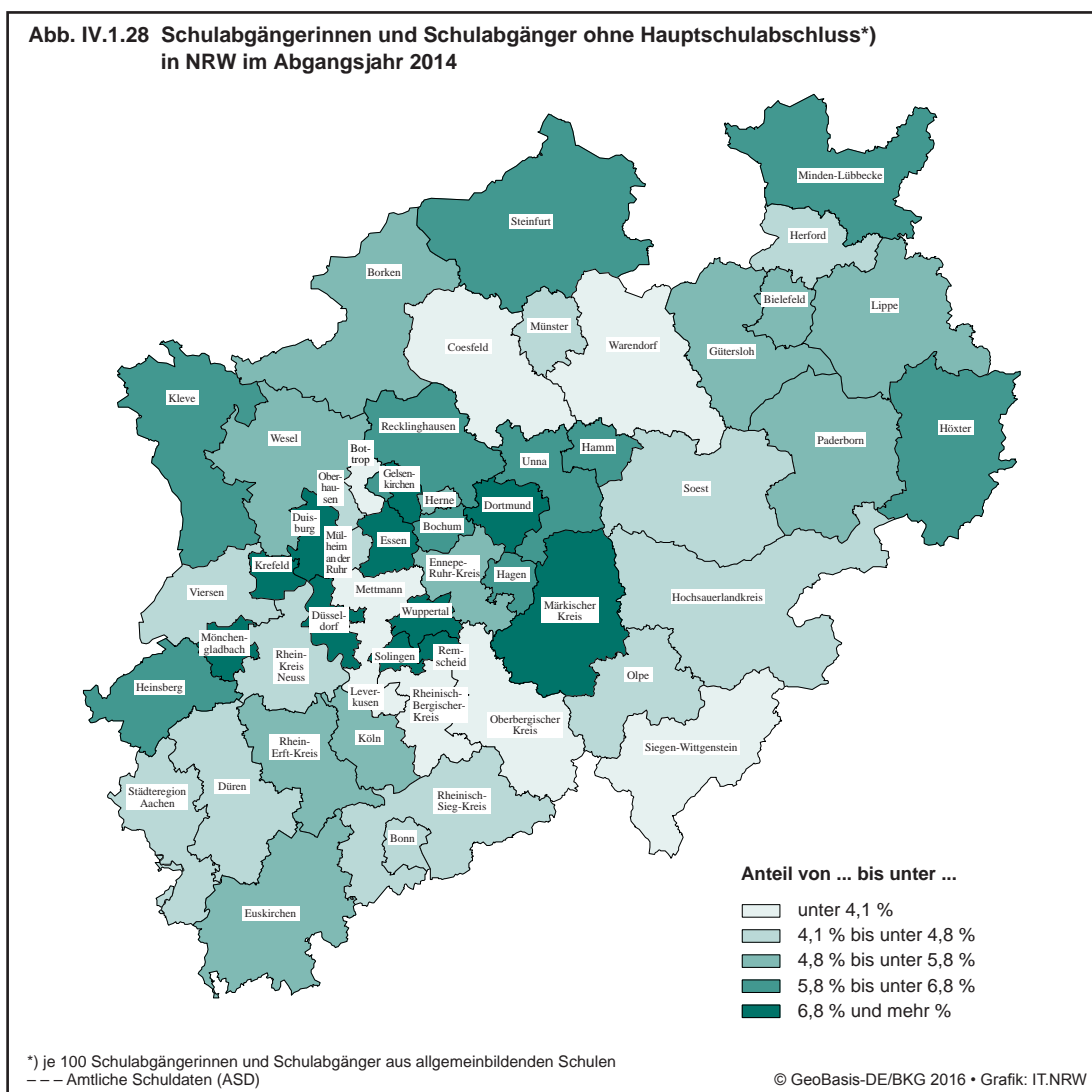 Abb. IV.1.28 Schulabgängerinnen und Schulabgänger ohne Hauptschulabschluss*)
in NRW im Abgangsjahr 2014
Minden-Lübbecke
Steinfurt
Herford
Borken
Bielefeld
Lippe
Münster
Coesfeld
Warendorf
Gütersloh
Kleve
Recklinghausen
Höxter
Wesel
Paderborn
Hamm
Bot-
trop
Unna
Gelsen-
kirchen
Soest
Ober-
hau-
sen
Herne
Dortmund
Duis-
burg
Bochum
Essen
Mül-
heim
an der
Ruhr
Ennepe-
Ruhr-Kreis
Krefeld
Hagen
Viersen
Mettmann
Hochsauerlandkreis
Märkischer
Kreis
Wuppertal
Düssel-
dorf
Mönchen-
gladbach
Solingen
Rem-
scheid
Rhein-
Kreis
Neuss
Olpe
Heinsberg
Lever-
kusen
Rheinisch-
Bergischer-
Kreis
Oberbergischer
Kreis
Köln
Rhein-
Erft-Kreis
Siegen-Wittgenstein
Düren
Städteregion
Aachen
Rheinisch-
Sieg-Kreis
Bonn
Euskirchen
Anteil von ... bis unter ...
unter 4,1 %
4,1 % bis unter 4,8 %
4,8 % bis unter 5,8 %
5,8 % bis unter 6,8 %
6,8 % und mehr %
*) je 100 Schulabgängerinnen und Schulabgänger aus allgemeinbildenden Schulen
– – – Amtliche Schuldaten (ASD)
© GeoBasis-DE/BKG 2016 • Grafik: IT.NRW